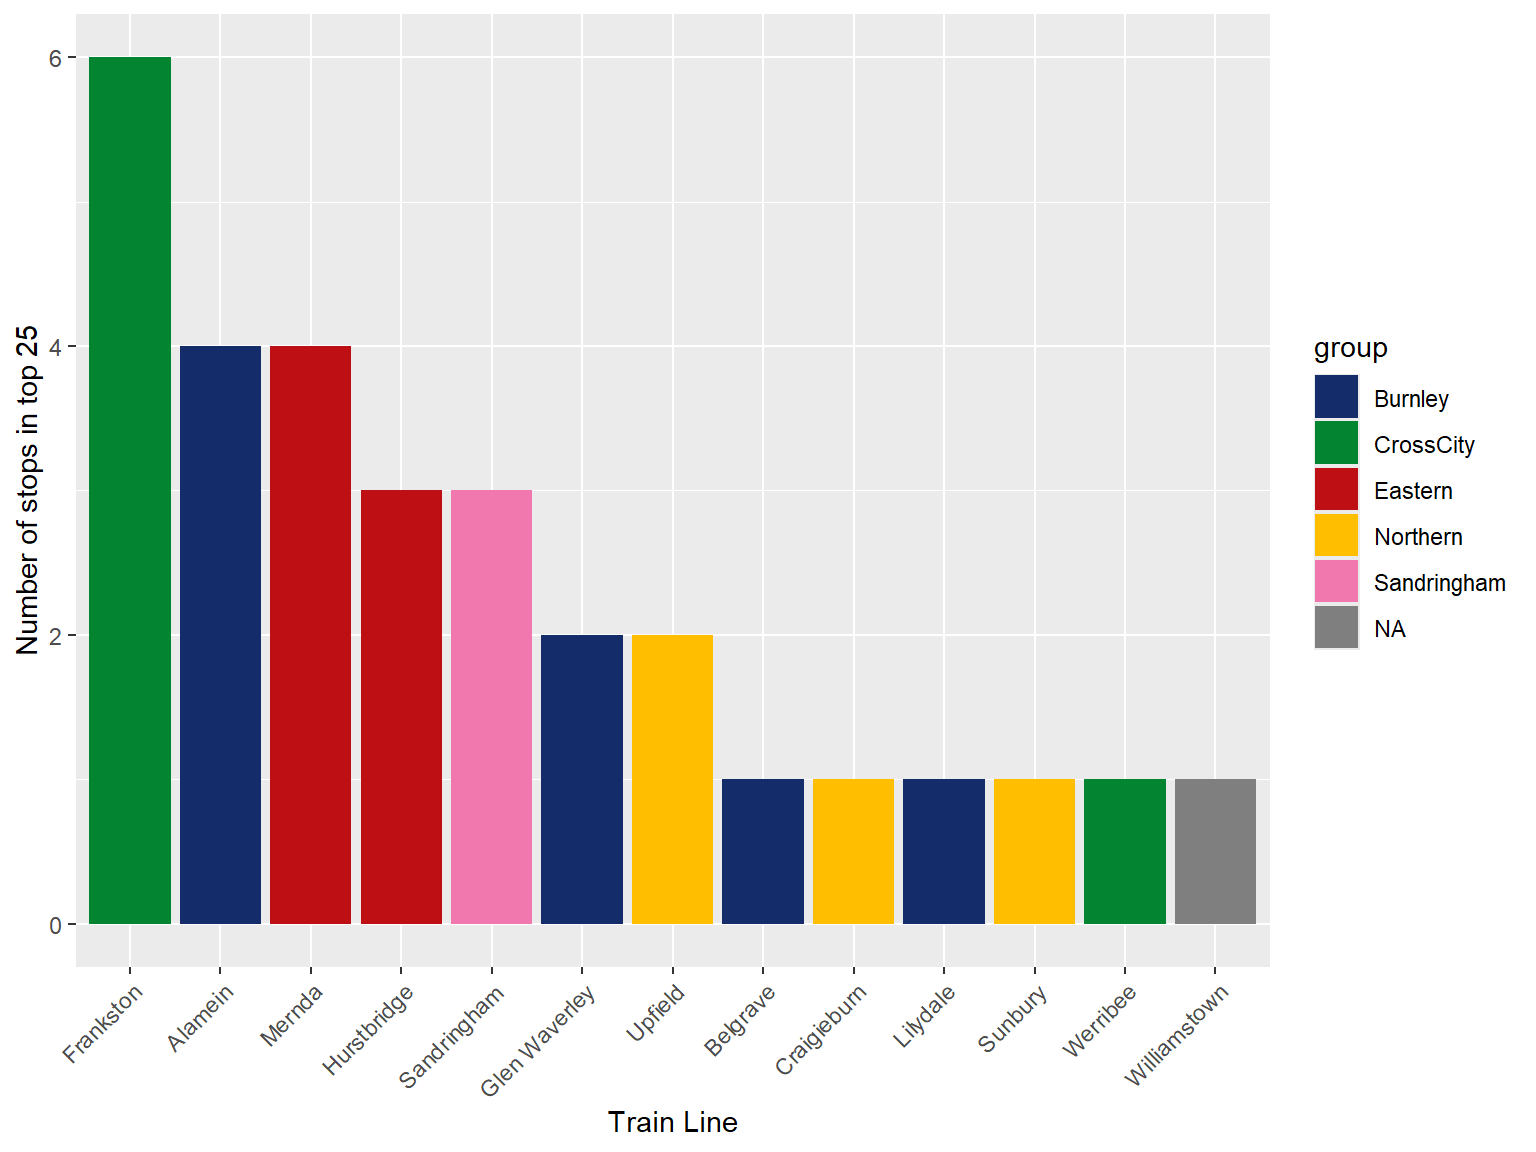 Number of stops in top 25
6
4
2
0
Frankston
Alamein
Mernda
Hurstbridge
Sandringham
Glen Waverley
Upfield
Belgrave
Craigieburn
Lilydale
Sunbury
Werribee
Williamstown
Train Line
group
Burnley
CrossCity
Eastern
Northern
Sandringham
NA